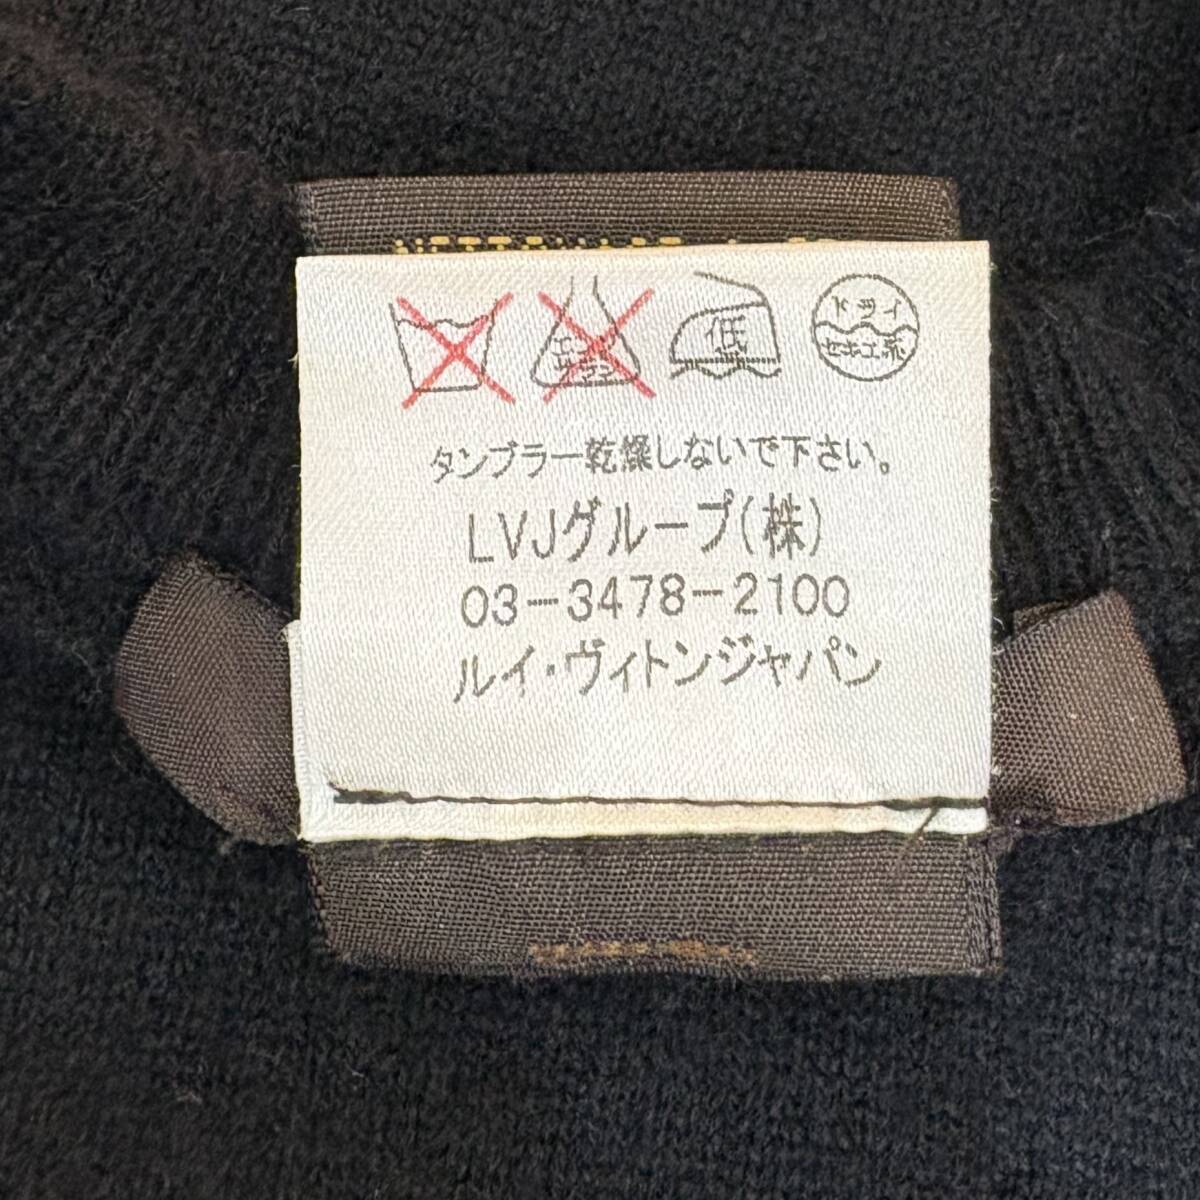 エンソ サラシ
低
ドライ
セキユ系
タンブラー乾燥しないで下さい。
LVJグループ(株)
03-3478-2100
ルイ・ヴィトンジャパン